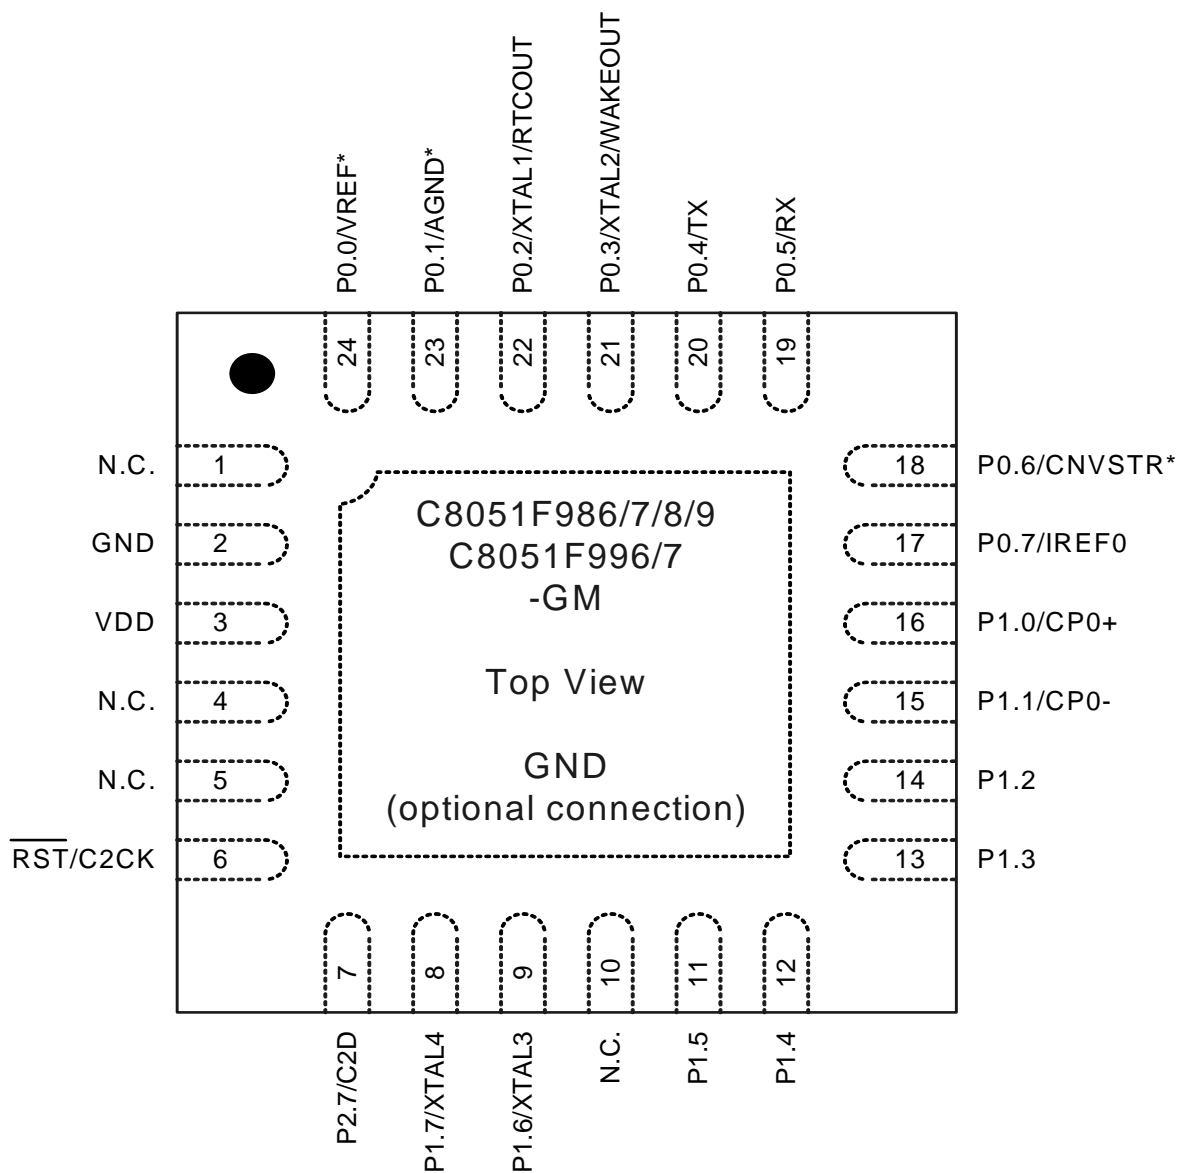 P0.0/VREF*
P0.1/AGND*
P0.2/XTAL1/RTCOUT
P0.3/XTAL2/WAKEOUT
P0.4/TX
P0.5/RX
24
23
22
21
20
19
N.C.
1
GND
2
VDD
3
N.C.
4
N.C.
5
RST/C2CK
6
C8051F986/7/8/9
C8051F996/7
-GM
Top View
GND
(optional connection)
18
P0.6/CNVSTR*
17
P0.7/IREF0
16
P1.0/CP0+
15
P1.1/CP0-
14
P1.2
13
P1.3
7
8
9
10
11
12
P2.7/C2D
P1.7/XTAL4
P1.6/XTAL3
N.C.
P1.5
P1.4